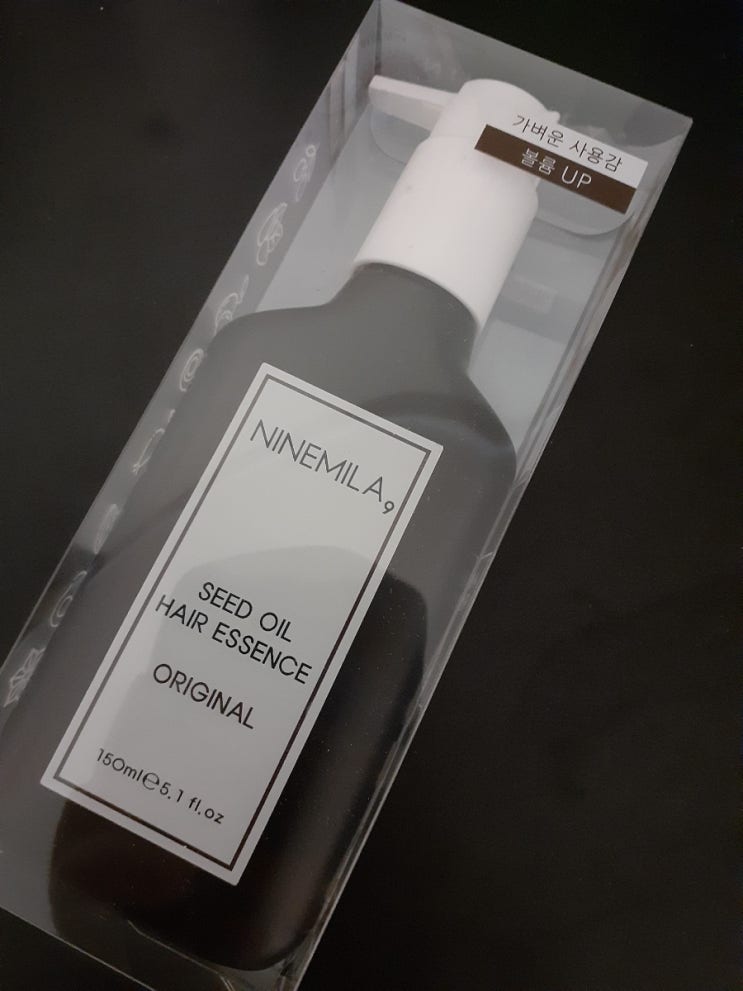 가벼운 사용감
볼륨 UP
NINEMILA9
SEED OIL
HAIR ESSENCE
ORIGINAL
150ml℮5.1 fl.oz